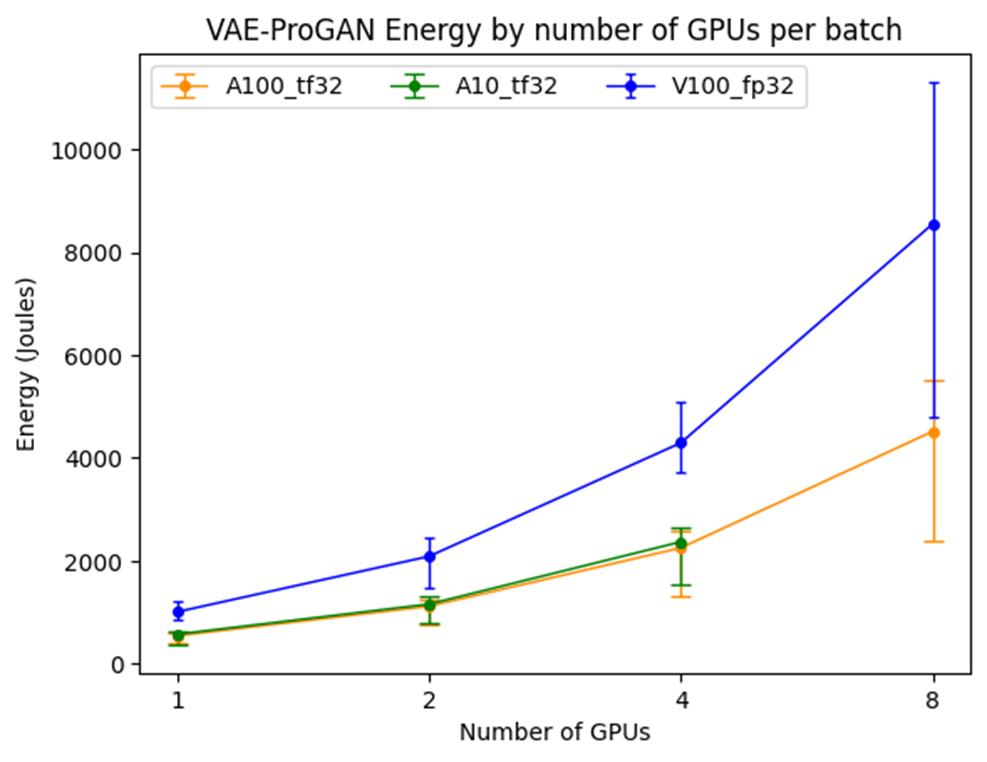 VAE-ProGAN Energy by number of GPUs per batch
A100_tf32 A10_tf32 V100_fp32
10000
8000
6000
4000
2000
0
Energy (Joules)
1 2 4 8
Number of GPUs